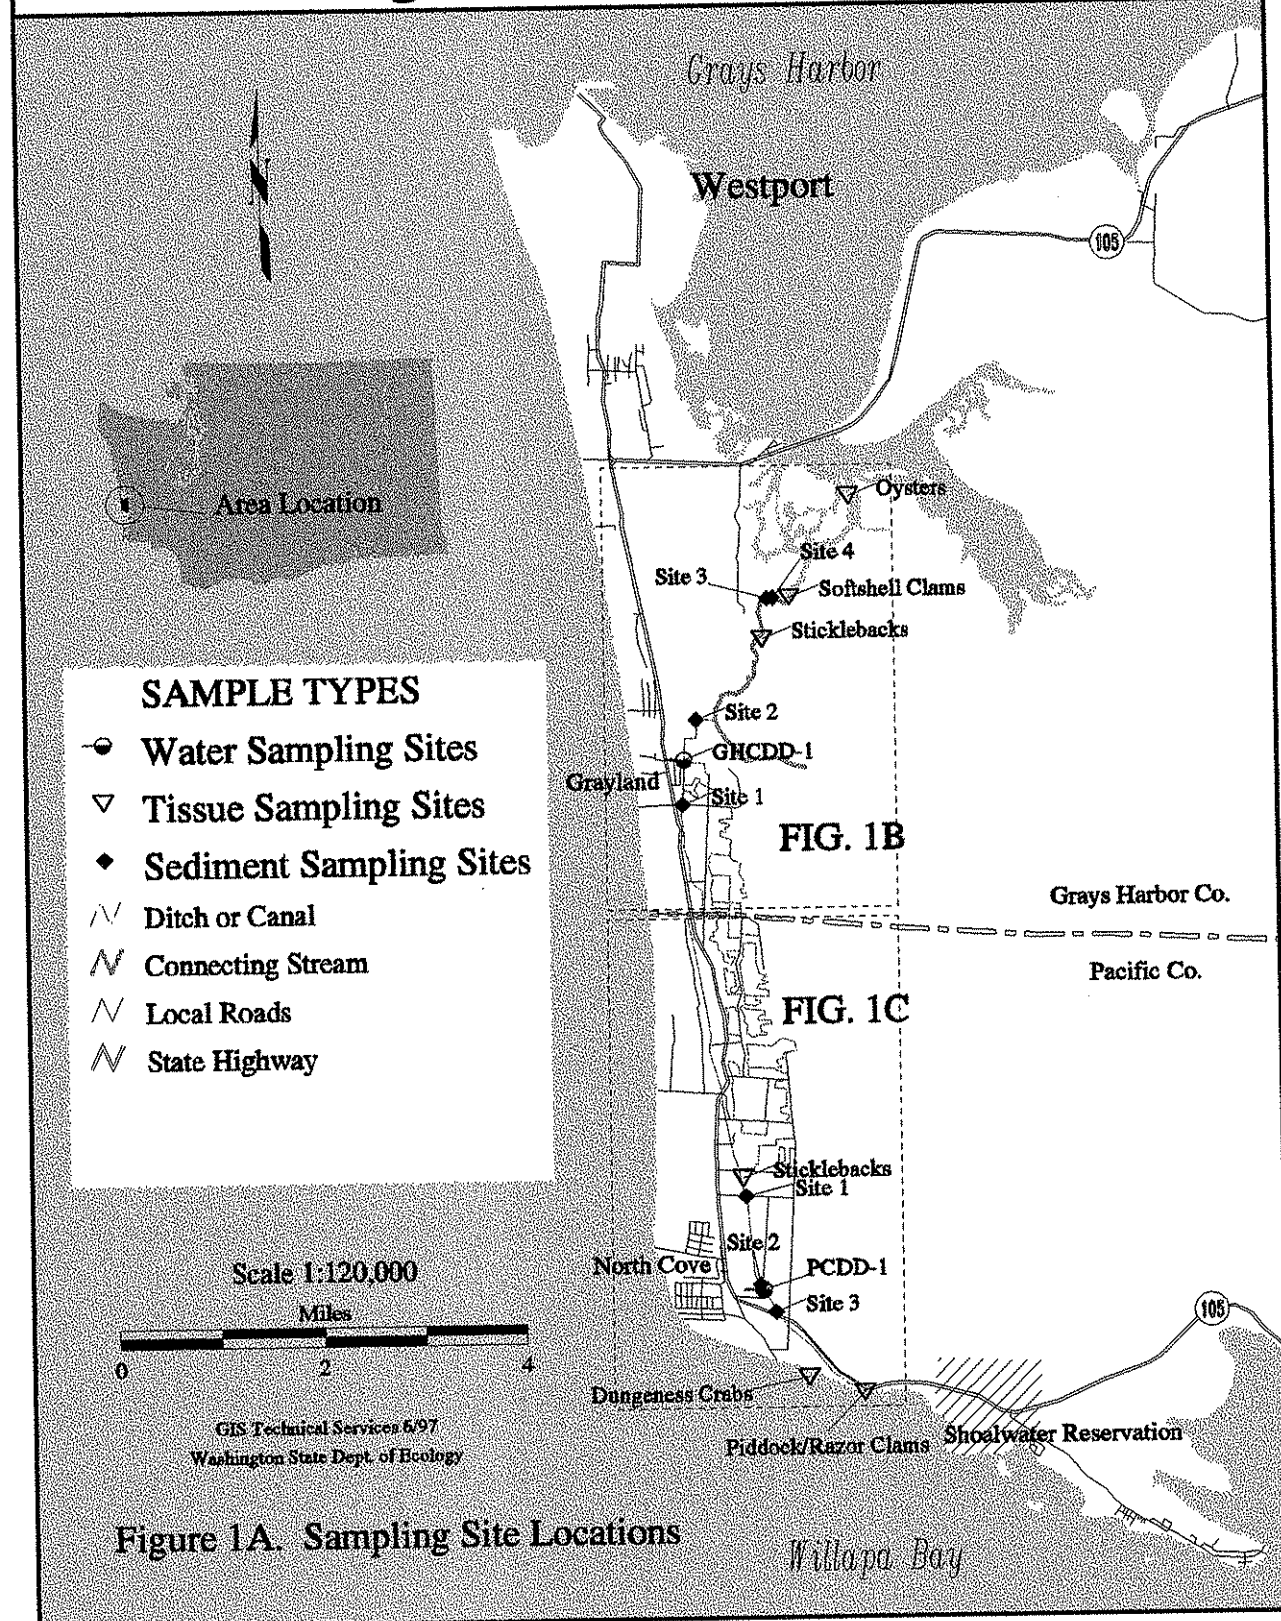 Grays Harbor
N
Westport
105
Area Location
Oysters
Site 4
Site 3
Softshell Clams
Sticklebacks
SAMPLE TYPES
Water Sampling Sites
Tissue Sampling Sites
Sediment Sampling Sites
Ditch or Canal
Connecting Stream
Local Roads
State Highway
Site 2
GHCDD-1
Grayland
Site 1
FIG. 1B
Grays Harbor Co.
Pacific Co.
FIG. 1C
Sticklebacks
Site 1
Site 2
North Cove
PCDD-1
Site 3
105
Scale 1:120,000
Miles
0 2 4
Dungeness Crabs
Piddock/Razor Clams
Shoalwater Reservation
GIS Technical Services 6/97
Washington State Dept. of Ecology
Figure 1A. Sampling Site Locations
Willapa Bay